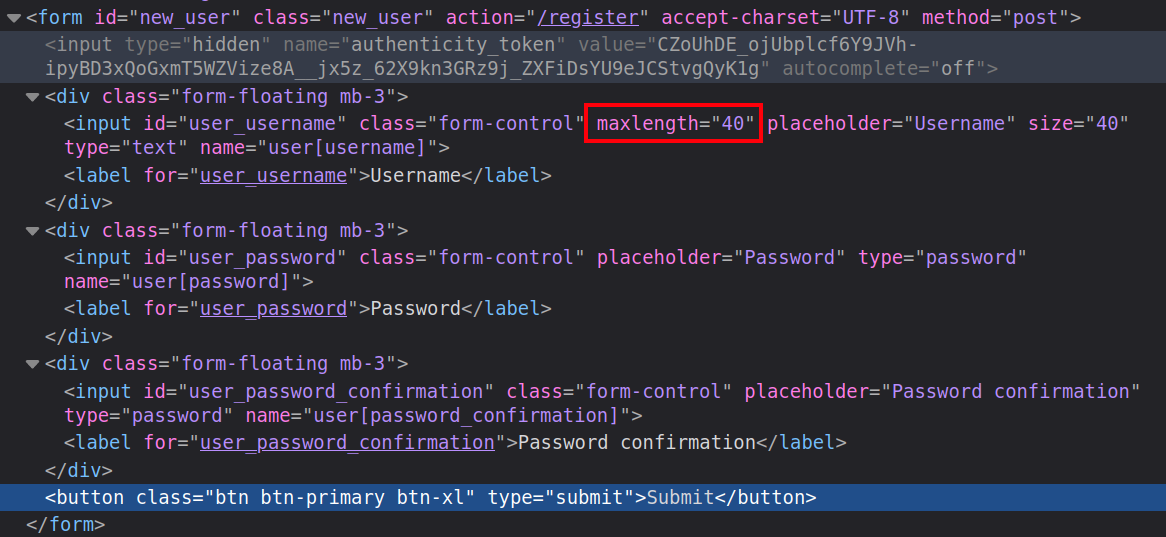 <form id="new_user" class="new_user" action="/register" accept-charset="UTF-8" method="post">
<input type="hidden" name="authenticity_token" value="CZoUhDE_ojUbplcf6Y9JVh-
ipyBD3xQoGxmT5WZVize8A__jx5z_62X9kn3GRz9j_ZXFiDsYU9eJCStvgQyK1g" autocomplete="off">
<div class="form-floating mb-3">
<input id="user_username" class="form-control" maxlength="40" placeholder="Username" size="40"
type="text" name="user[username]">
<label for="user_username">Username</label>
</div>
<div class="form-floating mb-3">
<input id="user_password" class="form-control" placeholder="Password" type="password"
name="user[password]">
<label for="user_password">Password</label>
</div>
<div class="form-floating mb-3">
<input id="user_password_confirmation" class="form-control" placeholder="Password confirmation"
type="password" name="user[password_confirmation]">
<label for="user_password_confirmation">Password confirmation</label>
</div>
<button class="btn btn-primary btn-xl" type="submit">Submit</button>
</form>